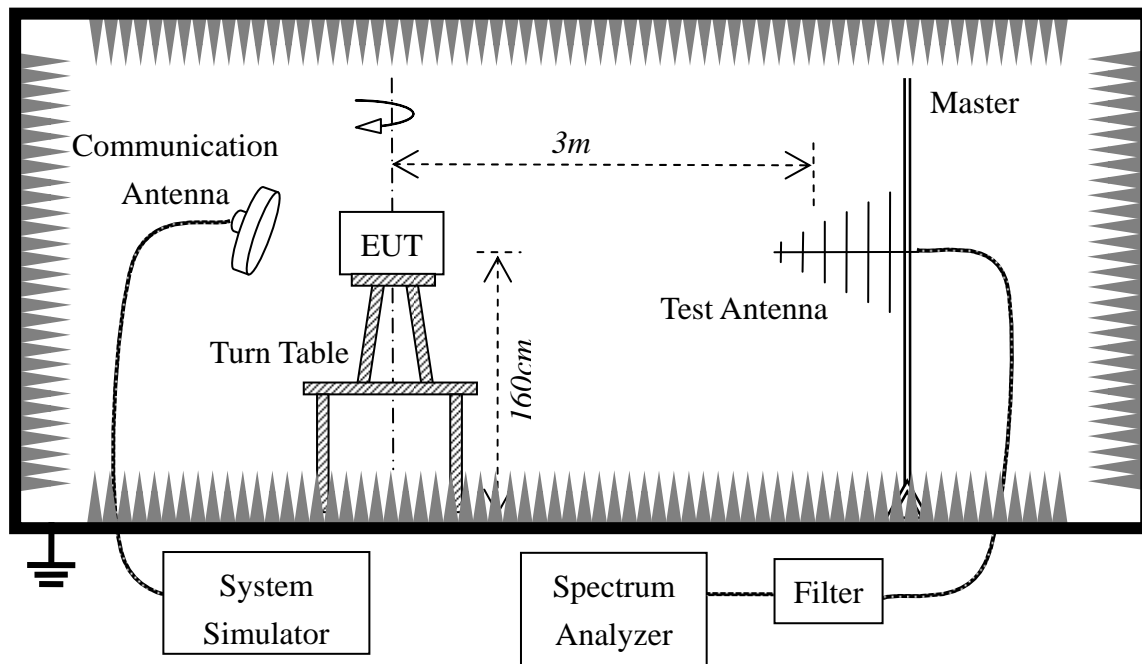 Master
3m
Communication
Antenna
EUT
Test Antenna
Turn Table
160cm
System
Simulator
Spectrum
Analyzer
Filter